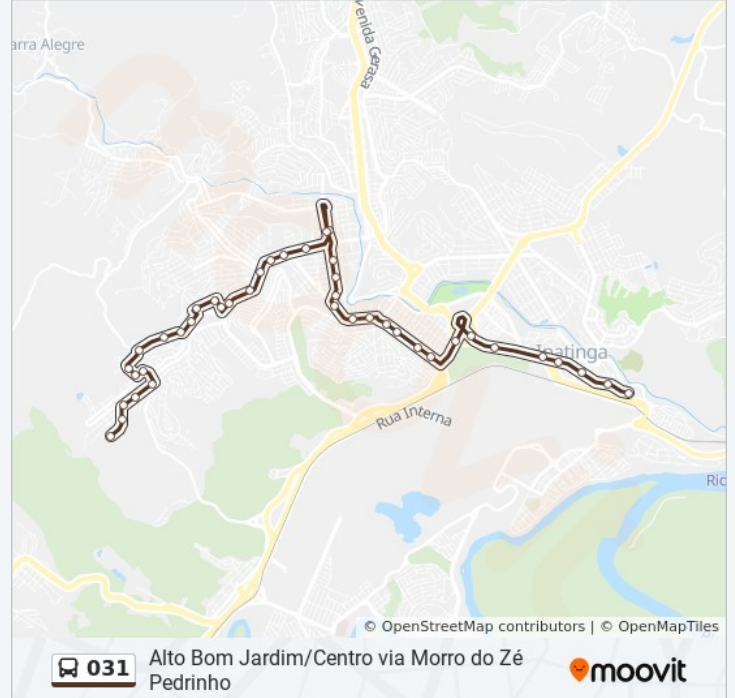 arra Alegre
venida Gerasa
Ipatinga
Rua Interna
Rio
© OpenStreetMap contributors | © OpenMapTiles
031
Alto Bom Jardim/Centro via Morro do Zé
Pedrinho
moovit